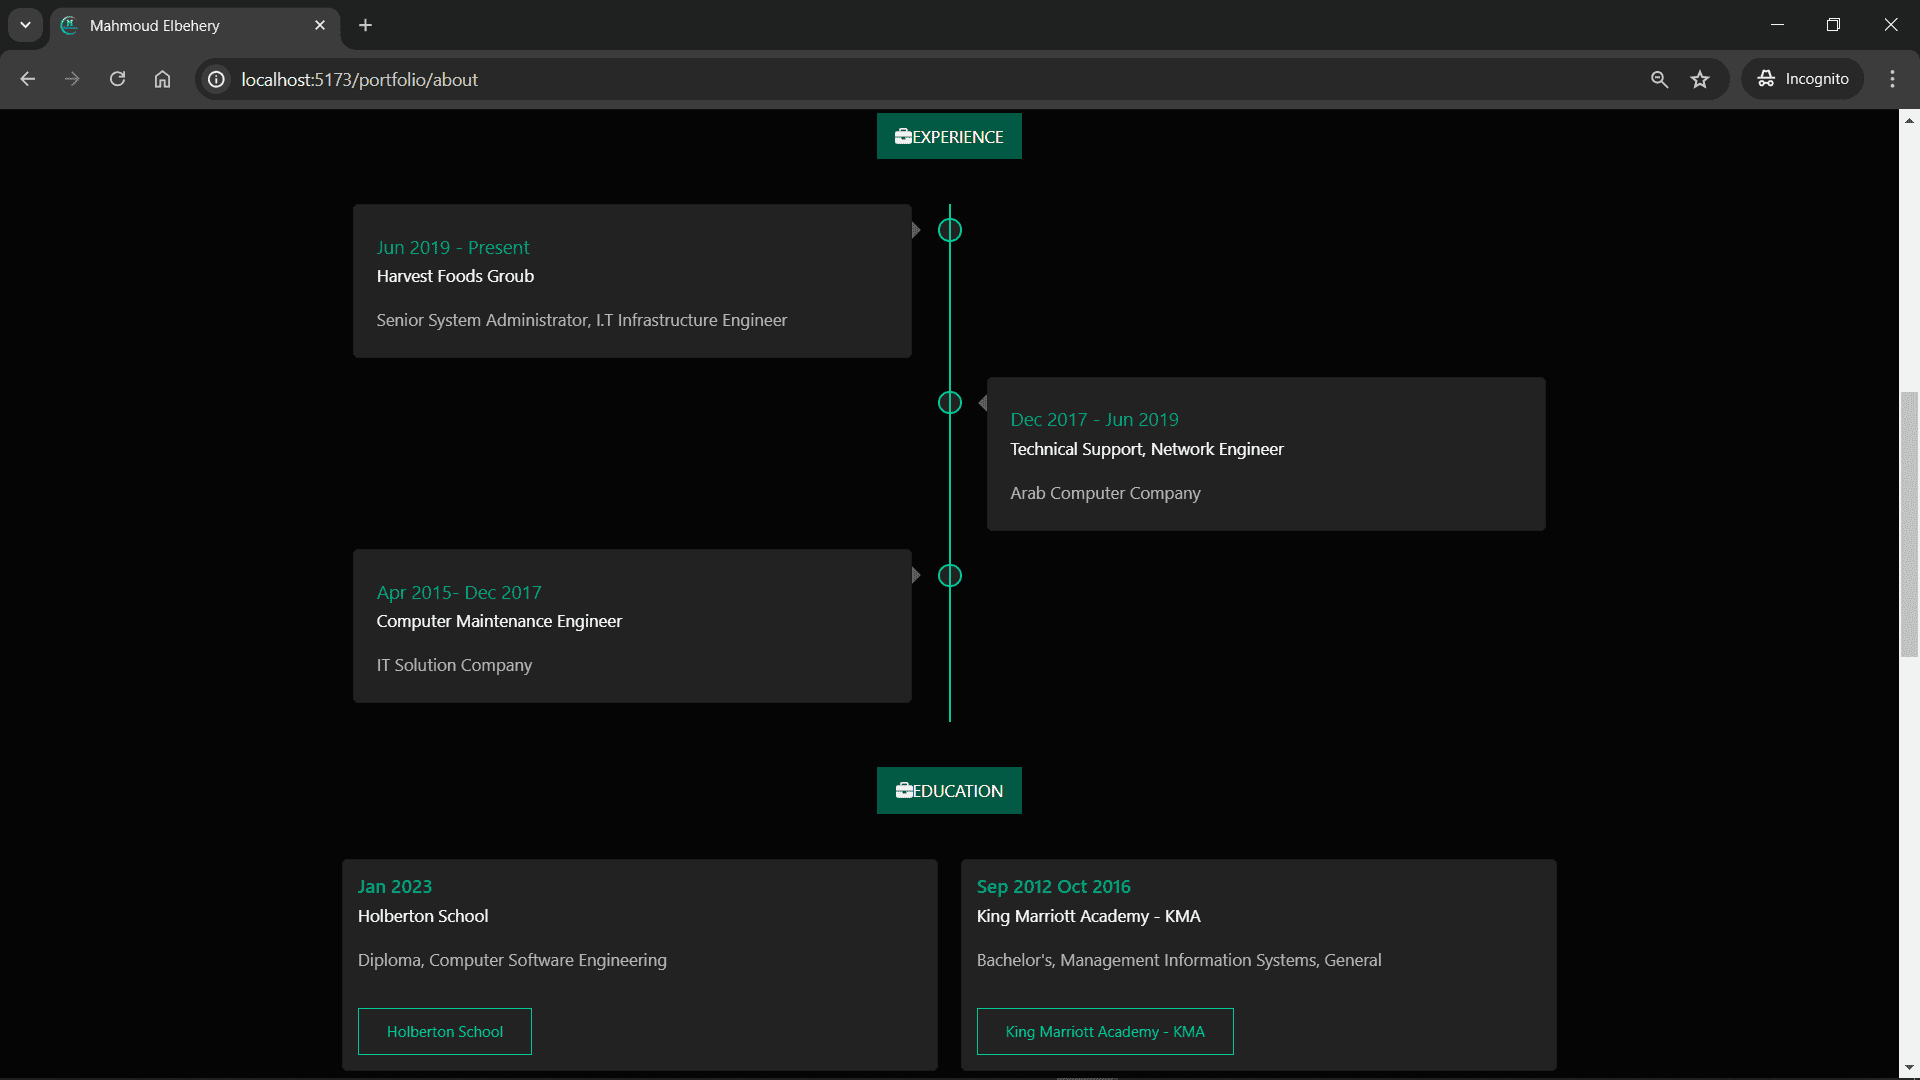 Mahmoud Elbehery
localhost:5173/portfolio/about
Incognito
EXPERIENCE
Jun 2019 - Present
Harvest Foods Groub
Senior System Administrator, I.T Infrastructure Engineer
Dec 2017 - Jun 2019
Technical Support, Network Engineer
Arab Computer Company
Apr 2015- Dec 2017
Computer Maintenance Engineer
IT Solution Company
EDUCATION
Jan 2023
Holberton School
Diploma, Computer Software Engineering
Holberton School
Sep 2012 Oct 2016
King Marriott Academy - KMA
Bachelor's, Management Information Systems, General
King Marriott Academy - KMA